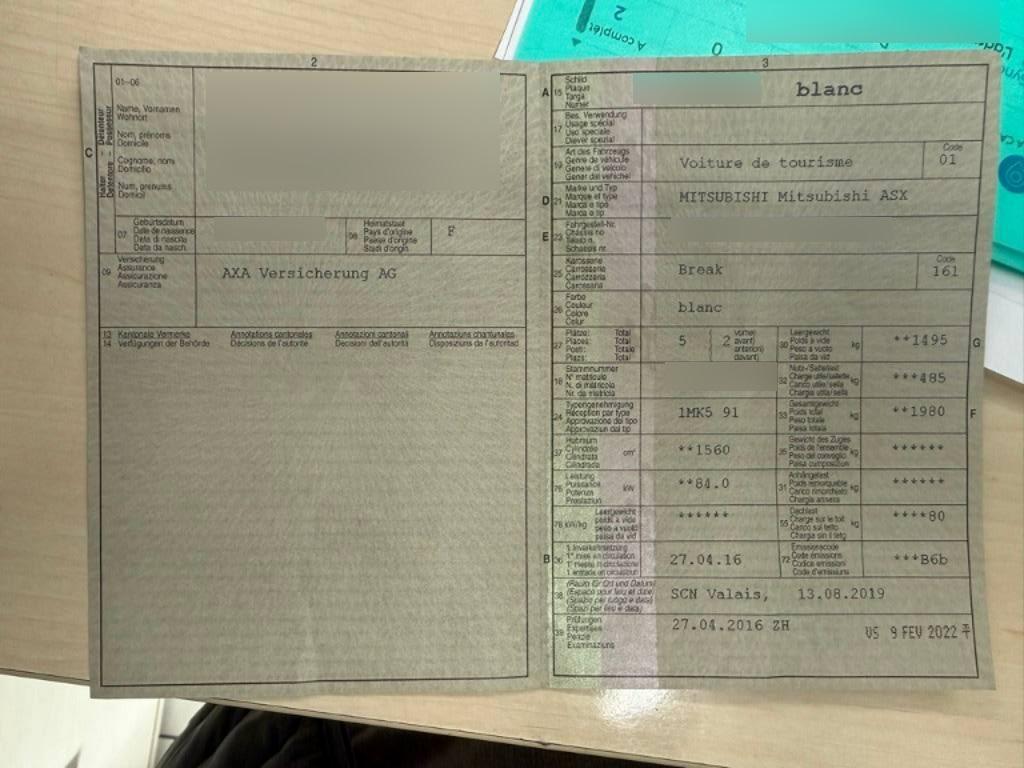 A complét
2
0
2
01-06
C
Halter - Détenteur
Detentore - Possessur
Name, Vornamen
Wohnort
Nom, prénoms
Domicile
Cognome, nomi
Domicilio
Num, prenums
Domicil
07
Geburtsdatum
Date de naissance
Data di nascita
Data da nasch.
08
Heimatstaat
Pays d'origine
Paese d'origine
Stadi d'orign
F
09
Versicherung
Assurance
Assicurazione
Assicuranza
AXA Versicherung AG
13 Kantonale Vermerke Annotations cantonales Annotazioni cantonali Annotaziuns chantunalas
14 Verfügungen der Behörde Décisions de l'autorité Decisioni dell'autorità Disposiziuns da l'autoritad
3
A
15
Schild
Plaque
Targa
Numer
blanc
17
Bes. Verwendung
Usage spécial
Uso speciale
Diever spezial
19
Art des Fahrzeugs
Genre de véhicule
Genere di veicolo
Gener dal vehichel
Voiture de tourisme
Code
01
D
21
Marke und Typ
Marque et type
Marca e tipo
Marca e tip
MITSUBISHI Mitsubishi ASX
E
23
Fahrgestell-Nr.
Châssis no
Telaio n.
Schassis nr.
25
Karosserie
Carrosserie
Carrozzeria
Carossaria
Break
Code
161
26
Farbe
Couleur
Colore
Colur
blanc
27
Plätze: Total
Places: Total
Posti: Totale
Plazs: Total
5
2
vorne)
avant)
anteriori)
davant)
30
Leergewicht
Poids à vide
Peso a vuoto
Paisa da vid
kg
**1495
G
18
Stammnummer
N° matricule
N. di matricola
Nr. da matricla
32
Nutz-/Sattellast
Charge utile/sellette
Carico utile/sella
Chargia utila/sella
kg
***485
24
Typengenehmigung
Réception par type
Approvazione del tipo
Approvaziun dal tip
1MK5 91
33
Gesamtgewicht
Poids total
Peso totale
Paisa totala
kg
**1980
F
37
Hubraum
Cylindrée
Cilindrata
Cilindrada
cm³
**1560
35
Gewicht des Zuges
Poids de l'ensemble
Peso del convoglio
Paisa cumposiziun
kg
******
76
Leistung
Puissance
Potenza
Prestaziun
kW
**84.0
31
Anhängelast
Poids remorquable
Carico rimorchiato
Chargia annexa
kg
******
78 kW/kg
Leergewicht
poids à vide
peso a vuoto
paisa da vid
******
55
Dachlast
Charge sur le toit
Carico sul tetto
Chargia sin il tetg
kg
****80
B
36
1. Inverkehrsetzung
1re mise en circulation
1a messa in circolazione
1. entrada en circulaziun
27.04.16
72
Emissionscode
Code émissions
Codice emissioni
Code d'emissiuns
***B6b
38
(Raum für Ort und Datum)
(Espace pour lieu et date)
(Spazio per luogo e data)
(Spazi per lieu e data)
SCN Valais, 13.08.2019
39
Prüfungen
Expertises
Perizie
Examinaziuns
27.04.2016 ZH
VS 9 FEV 2022